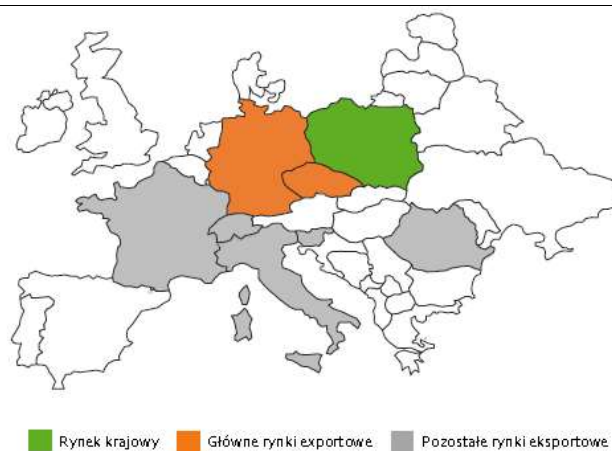 Rynek krajowy
Główne rynki exportowe
Pozostałe rynki eksportowe